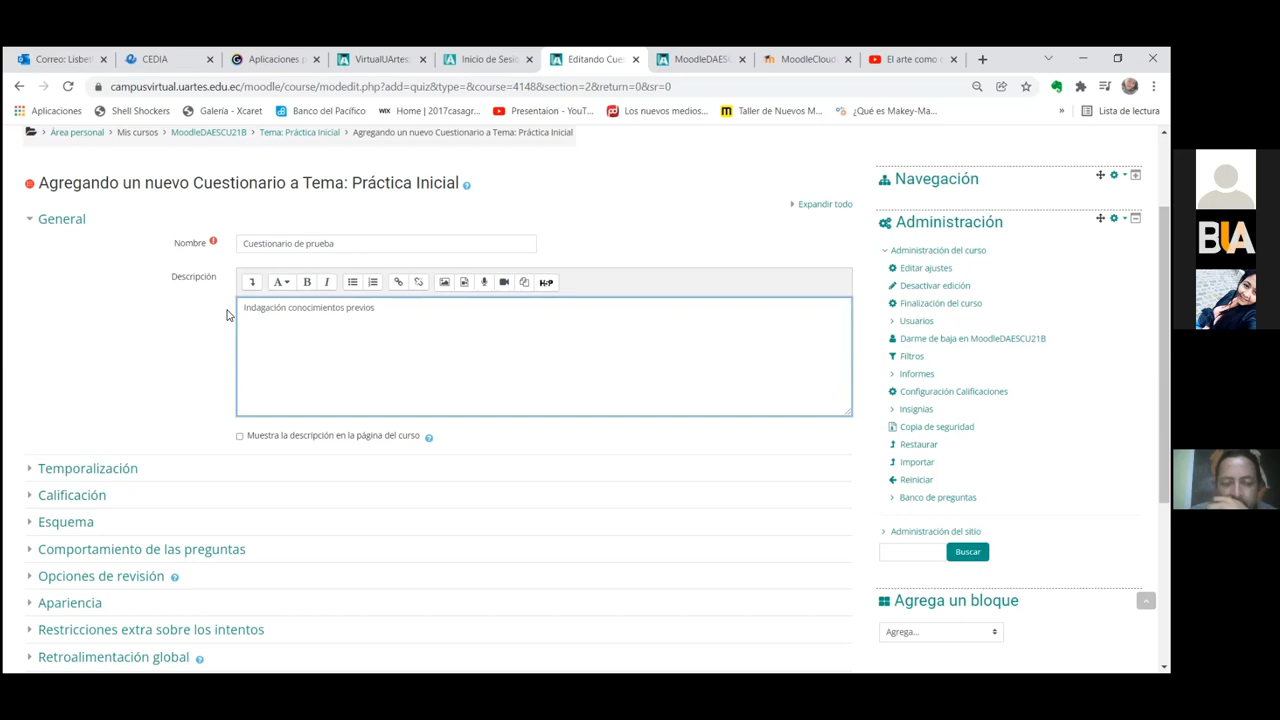 Correo: Lisbet
CEDIA
Aplicaciones p
VirtualUArtes
Inicio de Sesio
Editando Cues
MoodleDAESC
MoodleCloud
El arte como c
campusvirtual.uartes.edu.ec/moodle/course/modedit.php?add=quiz&type=&course=4148&section=2&return=0&sr=0
Aplicaciones
Shell Shockers
Galería - Xcarte
Banco del Pacifico
WIX Home | 2017casagr...
Presentaion - YouT...
Los nuevos medios...
Taller de Nuevos M...
¿Qué es Makey-Ma...
»
Lista de lectura
Área personal > Mis cursos > MoodleDAESCU21B > Tema: Práctica Inicial > Agregando un nuevo Cuestionario a Tema: Práctica Inicial
Agregando un nuevo Cuestionario a Tema: Práctica Inicial
Expandir todo
General
Nombre
Cuestionario de prueba
Descripción
A B I
H-P
Indagación conocimientos previos
Muestra la descripción en la página del curso
Temporalización
Calificación
Esquema
Comportamiento de las preguntas
Opciones de revisión
Apariencia
Restricciones extra sobre los intentos
Retroalimentación global
Navegación
Administración
Administración del curso
Editar ajustes
Desactivar edición
Finalización del curso
Usuarios
Darme de baja en MoodleDAESCU21B
Filtros
Informes
Configuración Calificaciones
Insignias
Copia de seguridad
Restaurar
Importar
Reiniciar
Banco de preguntas
Administración del sitio
Buscar
Agrega un bloque
Agrega...